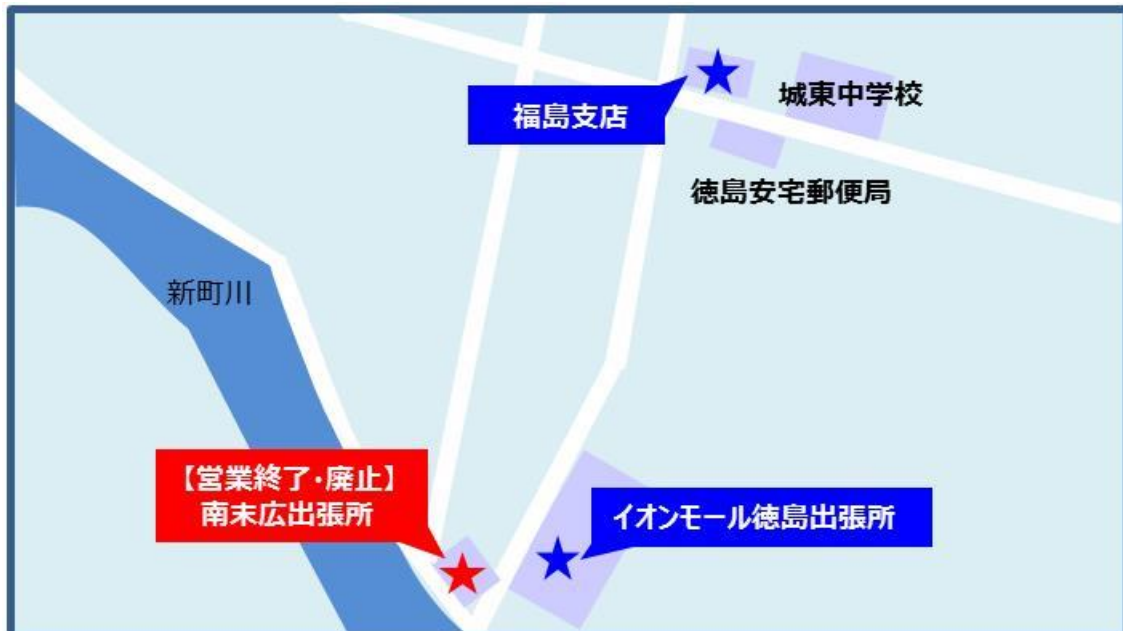 福島支店
城東中学校
徳島安宅郵便局
新町川
【営業終了・廃止】
南末広出張所
イオンモール徳島出張所